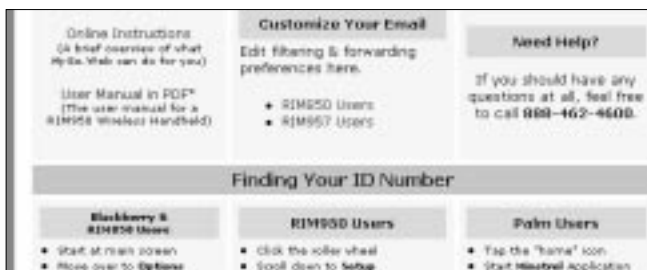 Online Instructions
(A brief overview of what
My Go.Web can do for you)
User Manual in PDF*
(The user manual for a
RIM950 Wireless Handheld)
Customize Your Email
Edit filtering & forwarding
preferences here.
• RIM850 Users
• RIM957 Users
Need Help?
If you should have any
questions at all, feel free
to call 888-462-4600.
Finding Your ID Number
Blackberry &
RIM850 Users
• Start at main screen
• Move over to Options
RIM950 Users
• Click the roller wheel
• Scroll down to Setup
Palm Users
• Tap the "home" icon
• Start Minstrel Application